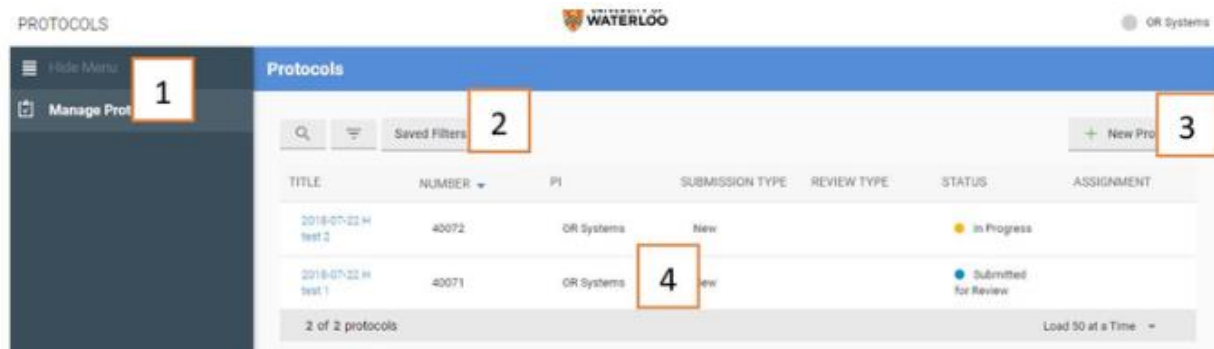 PROTOCOLS
UNIVERSITY OF
WATERLOO
OR Systems
Hide Menu
1
Manage Prot
Protocols
Saved Filters
2
+ New Pro
3
TITLE NUMBER PI SUBMISSION TYPE REVIEW TYPE STATUS ASSIGNMENT
2018-07-22 H
test 2
40072 OR Systems New In Progress
2018-07-22 H
test 1
40071 OR Systems 4 ew Submitted
for Review
2 of 2 protocols Load 50 at a Time